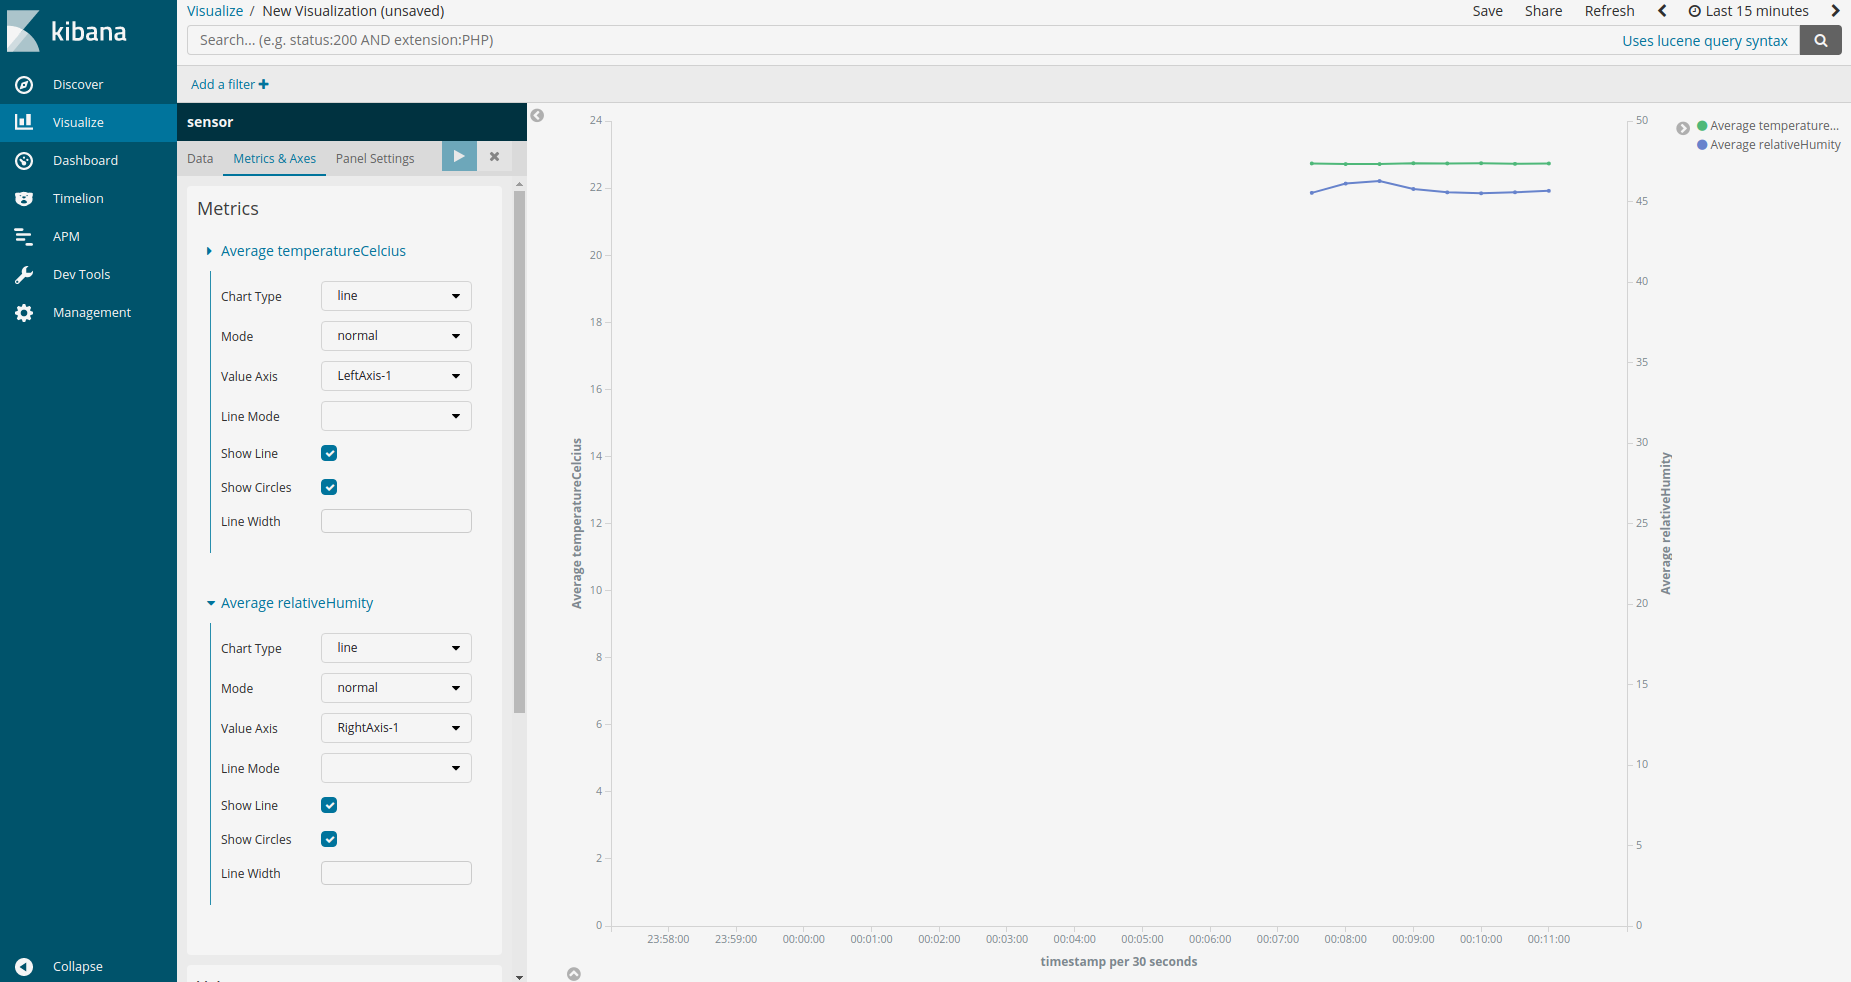 kibana
Discover
Visualize
Dashboard
Timelion
APM
Dev Tools
Management
Collapse
Visualize / New Visualization (unsaved)
Save Share Refresh Last 15 minutes
Search... (e.g. status:200 AND extension:PHP) Uses lucene query syntax
Add a filter
sensor
Data Metrics & Axes Panel Settings
Metrics
Average temperatureCelcius
Chart Type line
Mode normal
Value Axis LeftAxis-1
Line Mode
Show Line
Show Circles
Line Width
Average relativeHumity
Chart Type line
Mode normal
Value Axis RightAxis-1
Line Mode
Show Line
Show Circles
Line Width
Average temperatureCelcius
24
22
20
18
16
14
12
10
8
6
4
2
0
23:58:00 23:59:00 00:00:00 00:01:00 00:02:00 00:03:00 00:04:00 00:05:00 00:06:00 00:07:00 00:08:00 00:09:00 00:10:00 00:11:00
timestamp per 30 seconds
50
45
40
35
30
25
20
15
10
5
0
Average relativeHumity
Average temperature...
Average relativeHumity